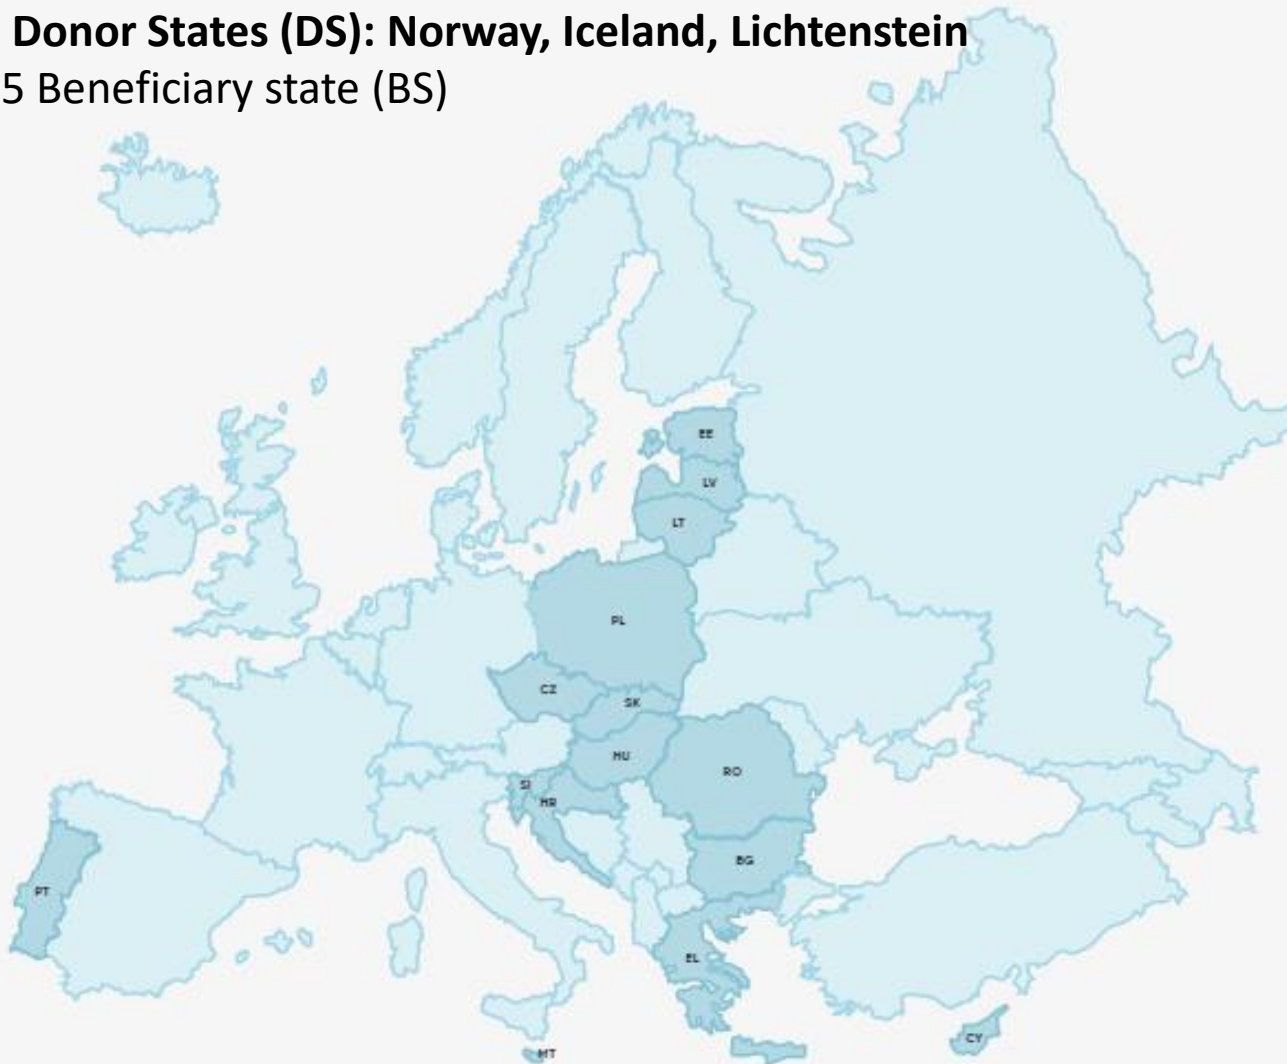 Donor States (DS): Norway, Iceland, Lichtenstein
5 Beneficiary state (BS)
EE
LV
LT
PL
CZ
SK
HU
RO
SI
HR
BG
PT
EL
CY
MT